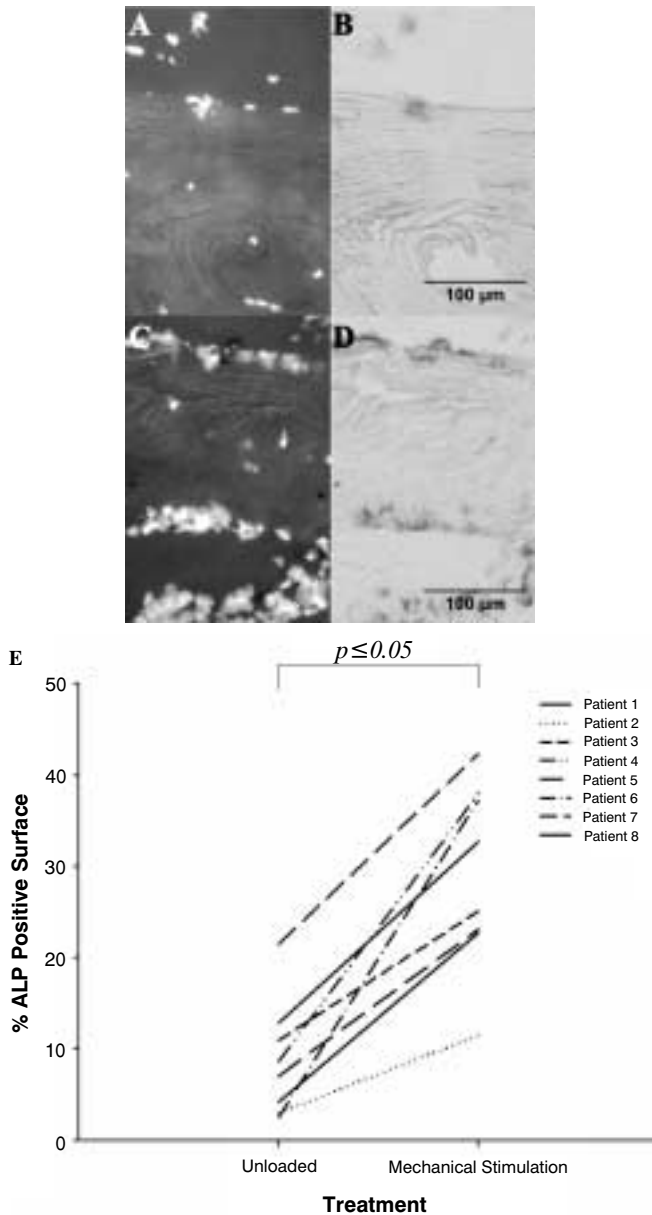 A
B
100 µm
C
D
100 µm
E
p≤0.05
50
40
30
20
10
0
% ALP Positive Surface
Unloaded
Mechanical Stimulation
Treatment
Patient 1
Patient 2
Patient 3
Patient 4
Patient 5
Patient 6
Patient 7
Patient 8